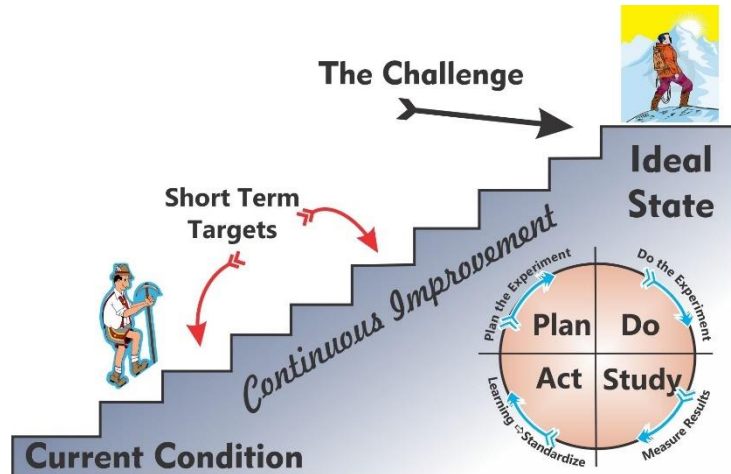 The Challenge
Short Term
Targets
Ideal
State
Continuous Improvement
Current Condition
Plan the Experiment
Do the Experiment
Plan
Do
Act
Study
Learning ⇨Standardize
Measure Results